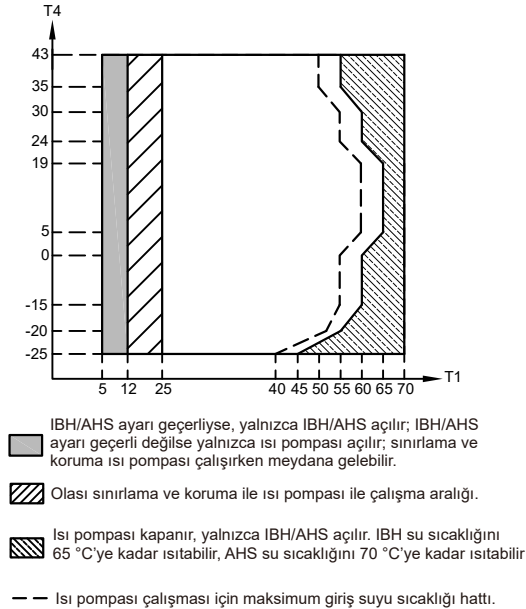 T4
43
35
30
24
19
5
0
-15
-20
-25
5 12 25 40 45 50 55 60 65 70
T1
IBH/AHS ayarı geçerliyse, yalnızca IBH/AHS açılır; IBH/AHS
ayarı geçerli değilse yalnızca ısı pompası açılır; sınırlama ve
koruma ısı pompası çalışırken meydana gelebilir.
Olası sınırlama ve koruma ile ısı pompası ile çalışma aralığı.
Isı pompası kapanır, yalnızca IBH/AHS açılır. IBH su sıcaklığını
65 °C'ye kadar ısıtabilir, AHS su sıcaklığını 70 °C'ye kadar ısıtabilir
Isı pompası çalışması için maksimum giriş suyu sıcaklığı hattı.